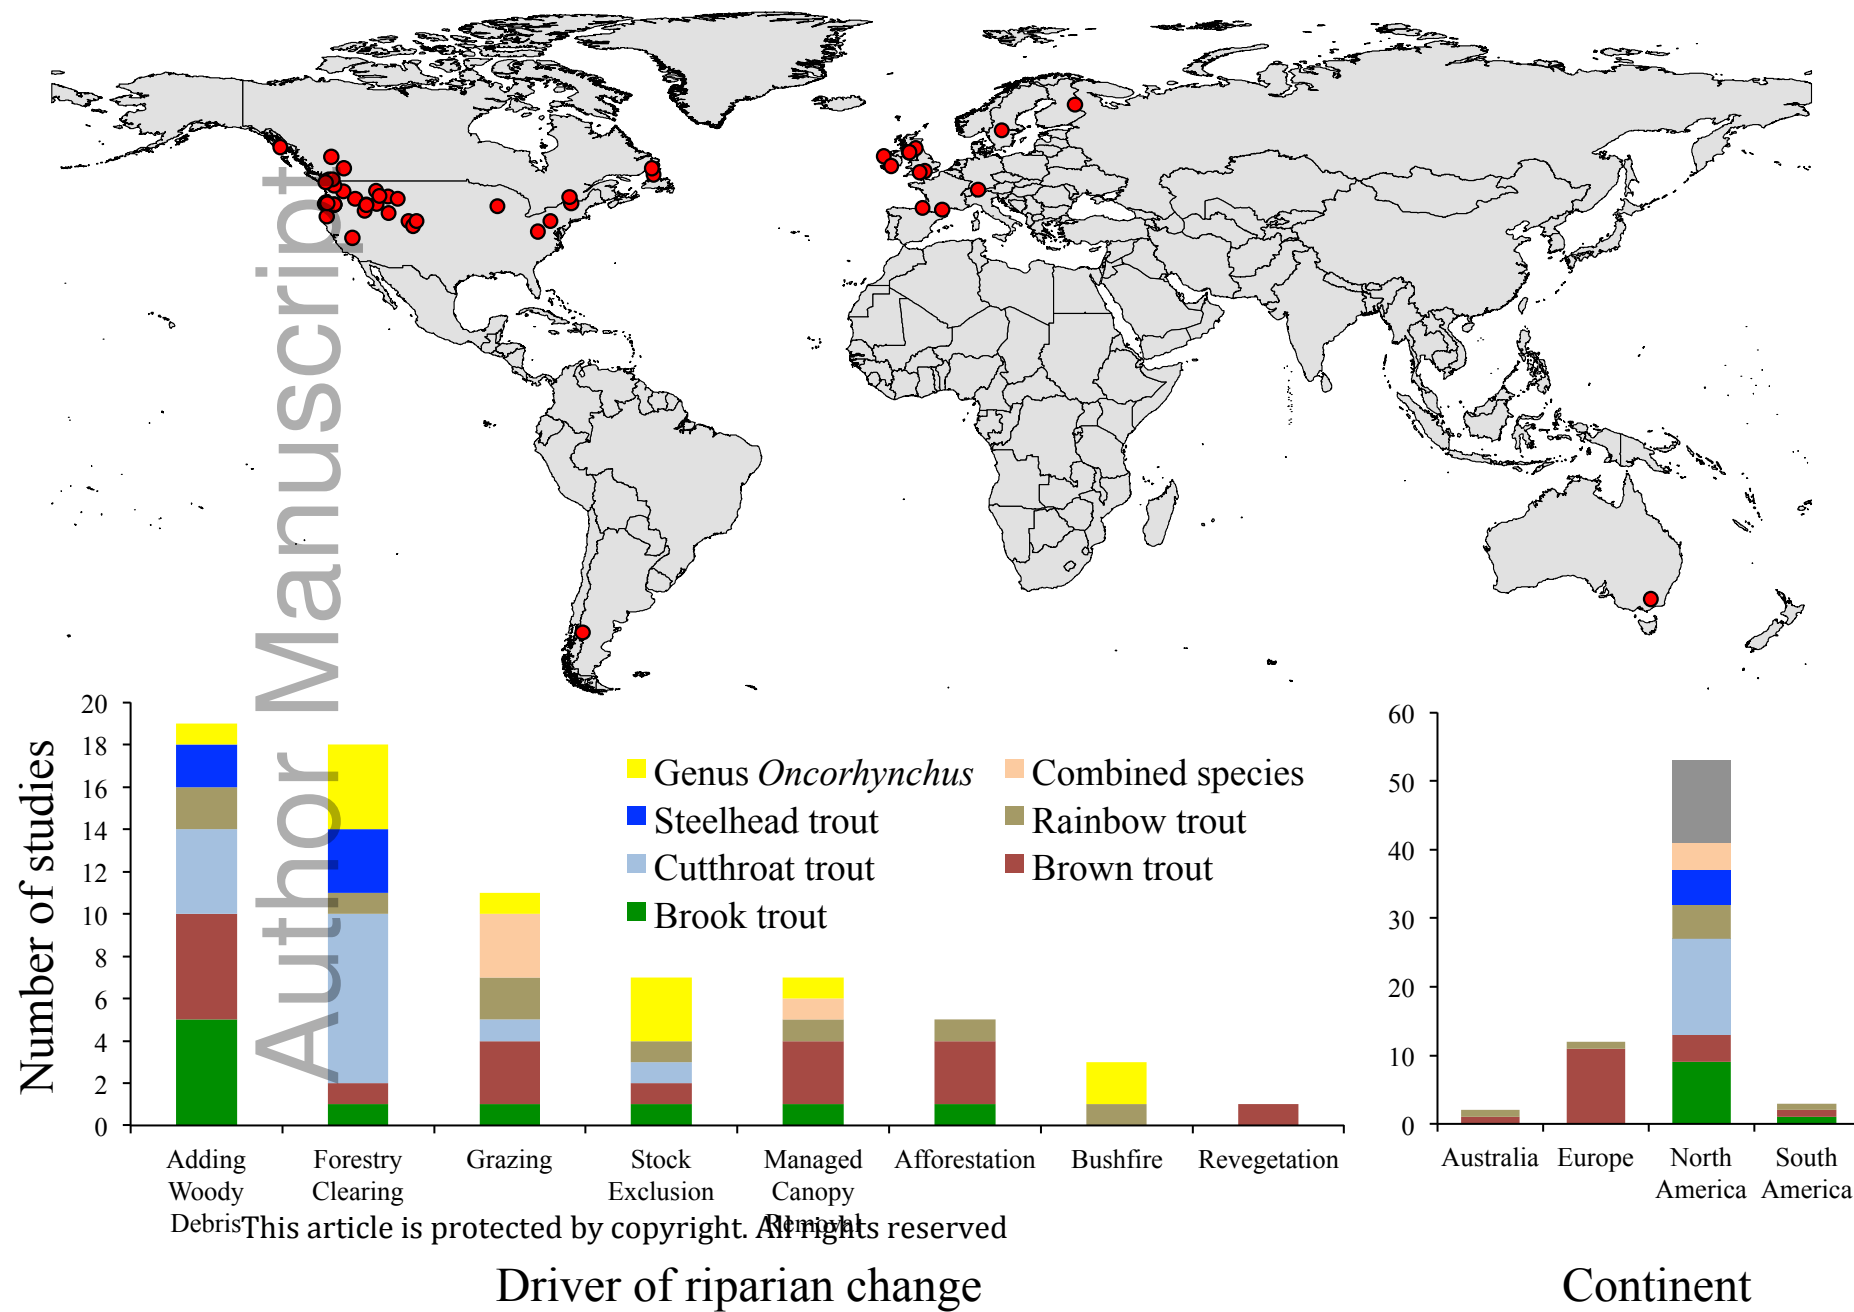 Author Manuscript
20
18
16
14
12
10
8
6
4
2
0
Number of studies
Genus Oncorhynchus
Combined species
Steelhead trout
Rainbow trout
Cutthroat trout
Brown trout
Brook trout
Adding
Woody
Debris
Forestry
Clearing
Grazing
Stock
Exclusion
Managed
Canopy
Removal
Afforestation
Bushfire
Revegetation
Driver of riparian change
60
50
40
30
20
10
0
Australia
Europe
North
America
South
America
Continent
This article is protected by copyright. All rights reserved